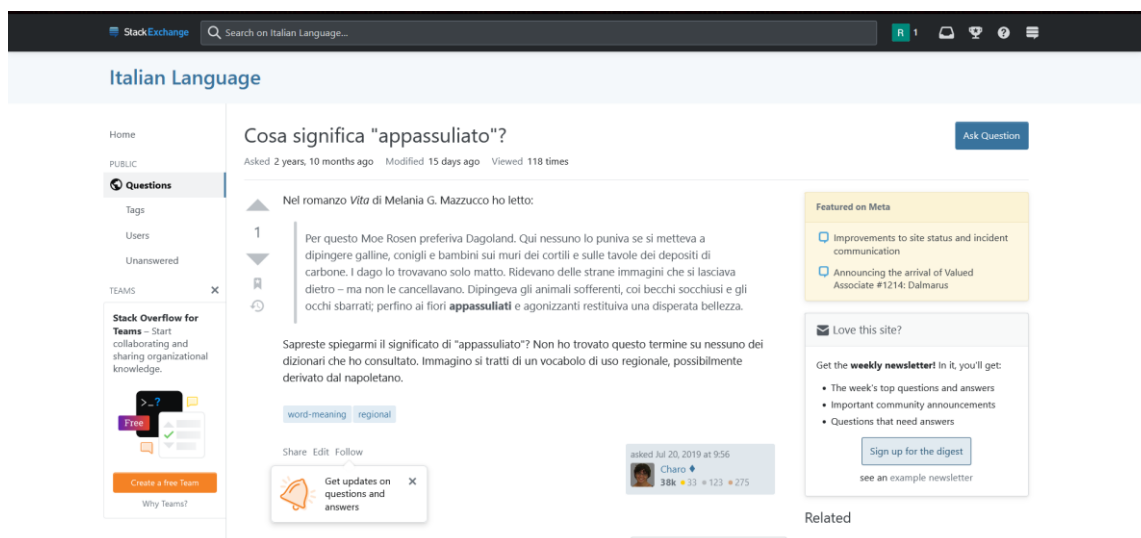 StackExchange
Search on Italian Language...
R 1
Italian Language
Home
PUBLIC
Questions
Tags
Users
Unanswered
TEAMS
Stack Overflow for
Teams – Start
collaborating and
sharing organizational
knowledge.
>_?
Free
Create a free Team
Why Teams?
Cosa significa "appassuliato"?
Ask Question
Asked 2 years, 10 months ago Modified 15 days ago Viewed 118 times
1
Nel romanzo Vita di Melania G. Mazzucco ho letto:
Per questo Moe Rosen preferiva Dagoland. Qui nessuno lo puniva se si metteva a
dipingere galline, conigli e bambini sui muri dei cortili e sulle tavole dei depositi di
carbone. I dago lo trovavano solo matto. Ridevano delle strane immagini che si lasciava
dietro – ma non le cancellavano. Dipingeva gli animali sofferenti, coi becchi socchiusi e gli
occhi sbarrati; perfino ai fiori appassuliati e agonizzanti restituiva una disperata bellezza.
Sapreste spiegarmi il significato di "appassuliato"? Non ho trovato questo termine su nessuno dei
dizionari che ho consultato. Immagino si tratti di un vocabolo di uso regionale, possibilmente
derivato dal napoletano.
word-meaning regional
Share Edit Follow
Get updates on
questions and
answers
asked Jul 20, 2019 at 9:56
Charo
38k 33 123 275
Featured on Meta
Improvements to site status and incident
communication
Announcing the arrival of Valued
Associate #1214: Dalmarus
Love this site?
Get the weekly newsletter! In it, you'll get:
• The week's top questions and answers
• Important community announcements
• Questions that need answers
Sign up for the digest
see an example newsletter
Related